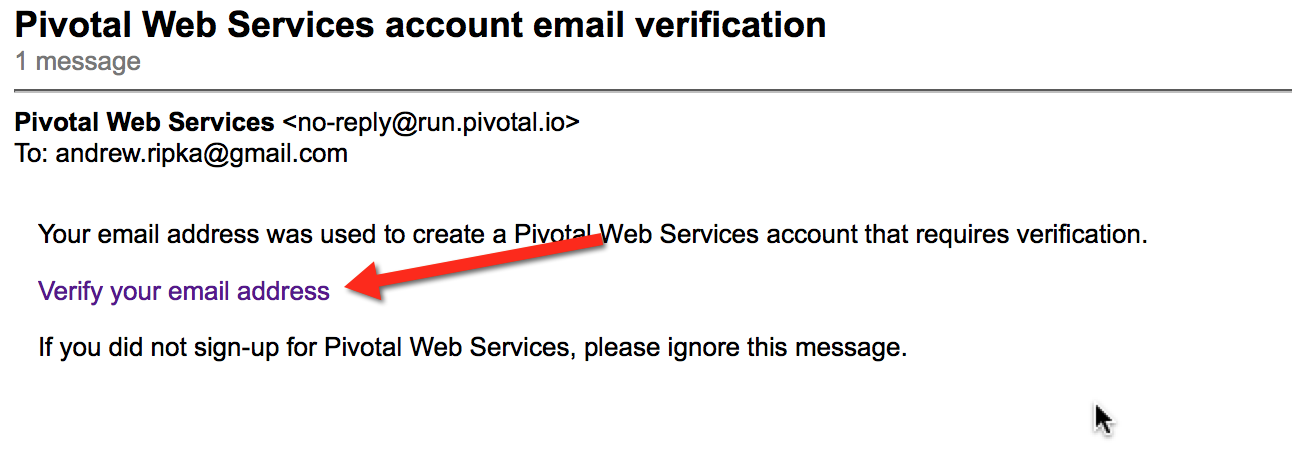 Pivotal Web Services account email verification
1 message
Pivotal Web Services <no-reply@run.pivotal.io>
To: andrew.ripka@gmail.com
Your email address was used to create a Pivotal Web Services account that requires verification.
Verify your email address
If you did not sign-up for Pivotal Web Services, please ignore this message.